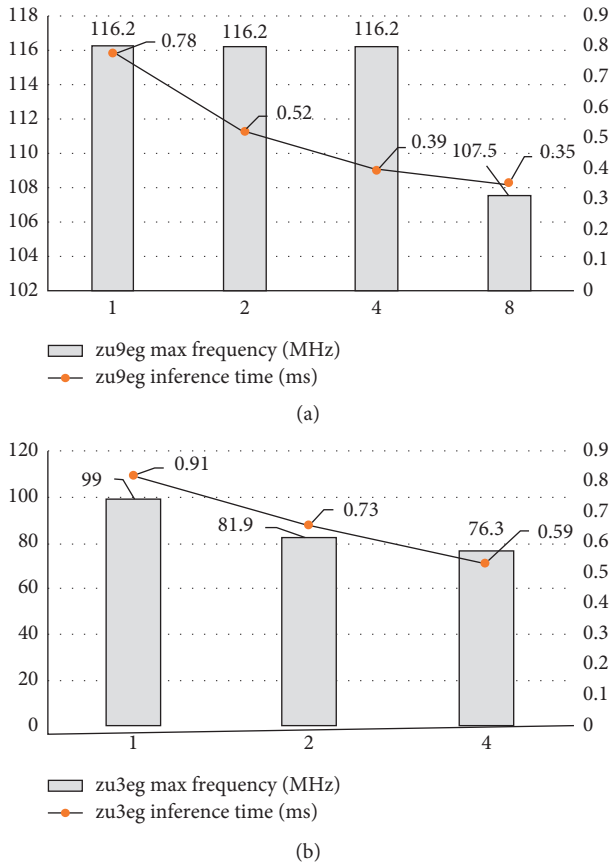 118 116.2 116.2 116.2 0.9
116 0.78 0.8
0.7
114 0.6
112 0.52 0.5
110 0.39 107.5 0.35 0.4
108 0.3
106 0.2
104 0.1
102 0
1 2 4 8
zu9eg max frequency (MHz)
zu9eg inference time (ms)
(a)
120 0.9
0.91 0.8
100 99 0.73 0.7
81.9 76.3 0.59
80 0.6
0.5
60 0.4
40 0.3
0.2
20 0.1
0 0
1 2 4
zu3eg max frequency (MHz)
zu3eg inference time (ms)
(b)